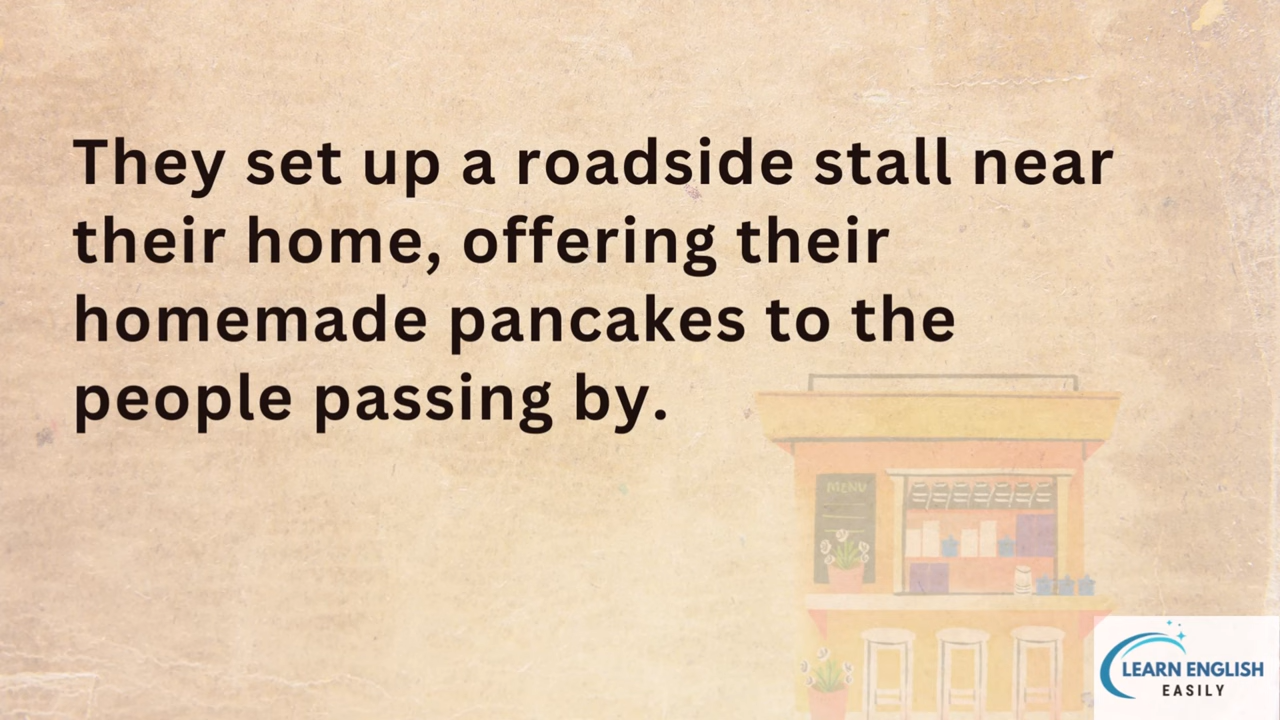 They set up a roadside stall near
their home, offering their
homemade pancakes to the
people passing by.
MENU
LEARN ENGLISH
EASILY